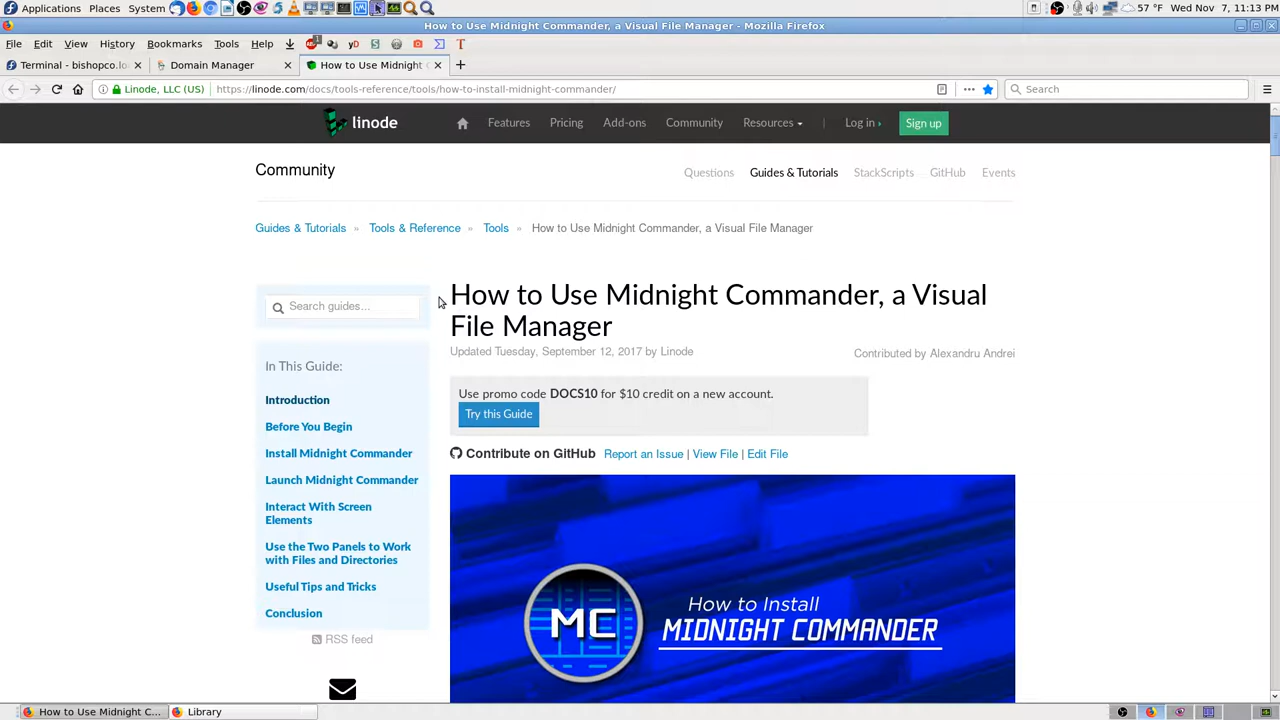 Applications Places System 57 °F Wed Nov 7, 11:13 PM
How to Use Midnight Commander, a Visual File Manager - Mozilla Firefox
File Edit View History Bookmarks Tools Help
Terminal - bishopco.lo Domain Manager How to Use Midnight C
Linode, LLC (US) https://linode.com/docs/tools-reference/tools/how-to-install-midnight-commander/ Search
linode Features Pricing Add-ons Community Resources Log in › Sign up
Community
Questions Guides & Tutorials StackScripts GitHub Events
Guides & Tutorials » Tools & Reference » Tools » How to Use Midnight Commander, a Visual File Manager
Search guides...
In This Guide:
Introduction
Before You Begin
Install Midnight Commander
Launch Midnight Commander
Interact With Screen
Elements
Use the Two Panels to Work
with Files and Directories
Useful Tips and Tricks
Conclusion
RSS feed
How to Use Midnight Commander, a Visual
File Manager
Updated Tuesday, September 12, 2017 by Linode
Contributed by Alexandru Andrei
Use promo code DOCS10 for $10 credit on a new account.
Try this Guide
Contribute on GitHub Report an Issue | View File | Edit File
MC
How to Install
MIDNIGHT COMMANDER
How to Use Midnight C... Library